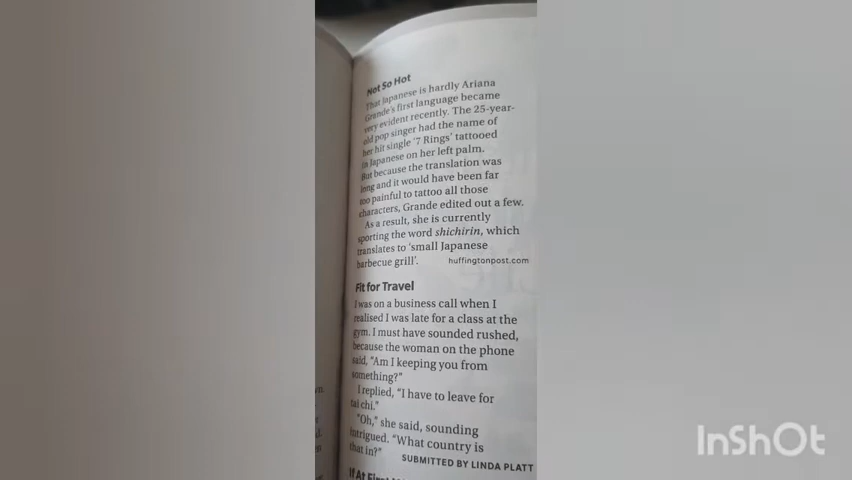 Not So Hot
That Japanese is hardly Ariana
Grande's first language became
very evident recently. The 25-year-
old pop singer had the name of
her hit single '7 Rings' tattooed
in Japanese on her left palm.
But because the translation was
long and it would have been far
too painful to tattoo all those
characters, Grande edited out a few.
As a result, she is currently
sporting the word shichirin, which
translates to 'small Japanese
barbecue grill'. huffingtonpost.com
Fit for Travel
I was on a business call when I
realised I was late for a class at the
gym. I must have sounded rushed,
because the woman on the phone
said, "Am I keeping you from
something?"
I replied, "I have to leave for
tai chi."
"Oh," she said, sounding
intrigued. "What country is
that in?" SUBMITTED BY LINDA PLATT
If At First
InShOt